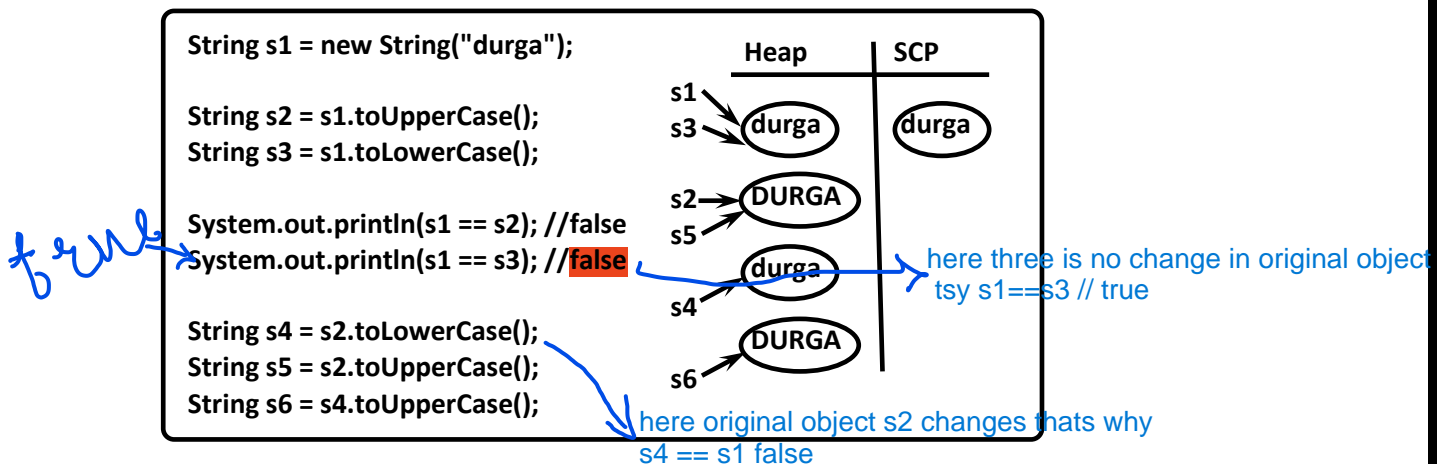 String s1 = new String("durga");
String s2 = s1.toUpperCase();
String s3 = s1.toLowerCase();
System.out.println(s1 == s2); //false
System.out.println(s1 == s3); //false
String s4 = s2.toLowerCase();
String s5 = s2.toUpperCase();
String s6 = s4.toUpperCase();
true
Heap SCP
s1
s3 durga durga
s2 DURGA
s5
durga
s4
DURGA
s6
here three is no change in original object
tsy s1==s3 // true
here original object s2 changes thats why
s4 == s1 false